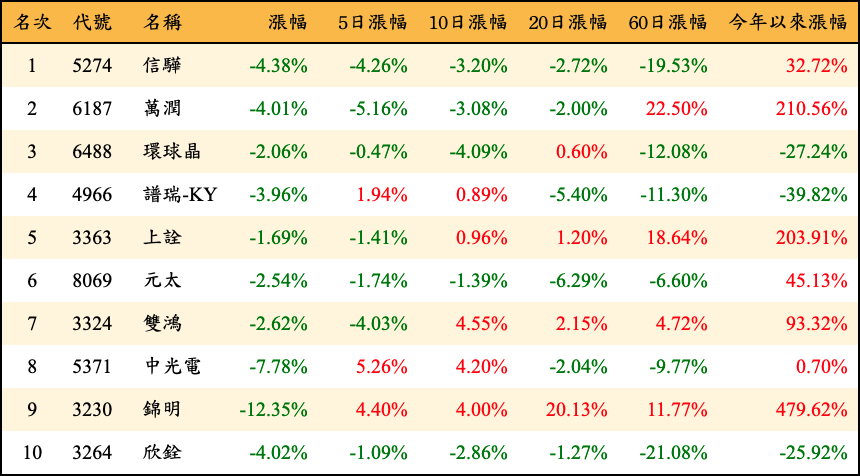 名次 代號 名稱 漲幅 5日漲幅 10日漲幅 20日漲幅 60日漲幅 今年以來漲幅
1 5274 信驊 -4.38% -4.26% -3.20% -2.72% -19.53% 32.72%
2 6187 萬潤 -4.01% -5.16% -3.08% -2.00% 22.50% 210.56%
3 6488 環球晶 -2.06% -0.47% -4.09% 0.60% -12.08% -27.24%
4 4966 譜瑞-KY -3.96% 1.94% 0.89% -5.40% -11.30% -39.82%
5 3363 上詮 -1.69% -1.41% 0.96% 1.20% 18.64% 203.91%
6 8069 元太 -2.54% -1.74% -1.39% -6.29% -6.60% 45.13%
7 3324 雙鴻 -2.62% -4.03% 4.55% 2.15% 4.72% 93.32%
8 5371 中光電 -7.78% 5.26% 4.20% -2.04% -9.77% 0.70%
9 3230 錦明 -12.35% 4.40% 4.00% 20.13% 11.77% 479.62%
10 3264 欣銓 -4.02% -1.09% -2.86% -1.27% -21.08% -25.92%